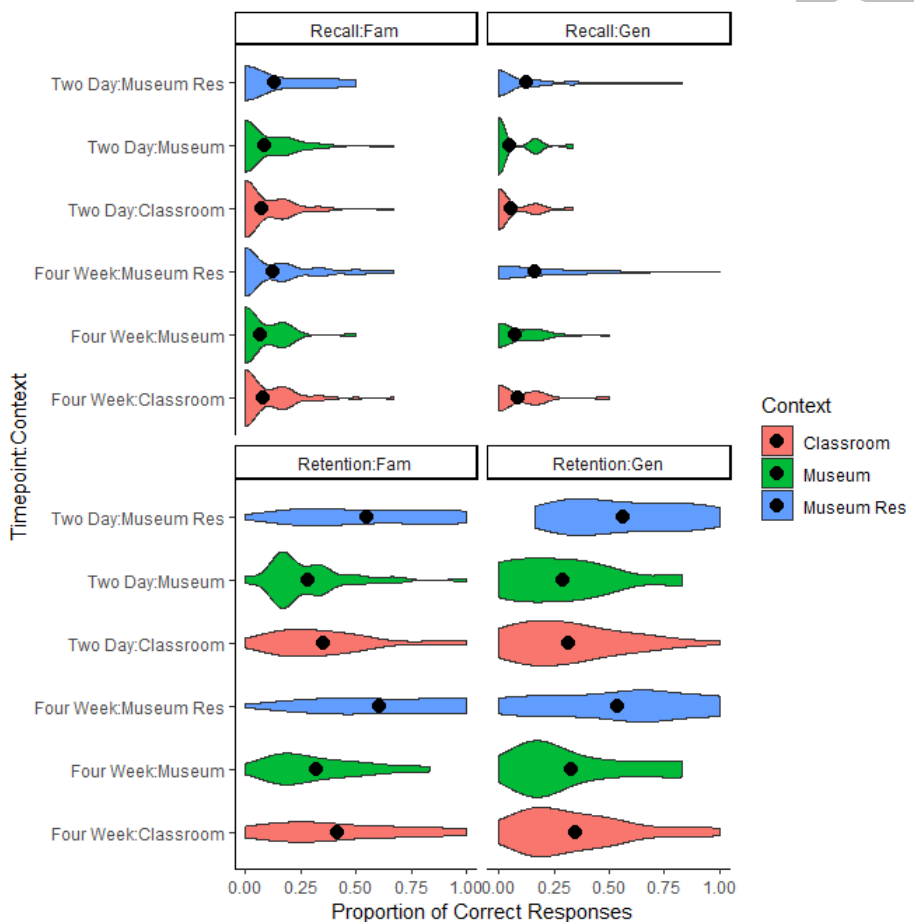 Recall:Fam
Recall:Gen
Two Day:Museum Res
Two Day:Museum
Two Day:Classroom
Four Week:Museum Res
Four Week:Museum
Four Week:Classroom
Retention:Fam
Retention:Gen
Two Day:Museum Res
Two Day:Museum
Two Day:Classroom
Four Week:Museum Res
Four Week:Museum
Four Week:Classroom
0.00 0.25 0.50 0.75 1.00
0.00 0.25 0.50 0.75 1.00
Proportion of Correct Responses
Timepoint:Context
Context
Classroom
Museum
Museum Res